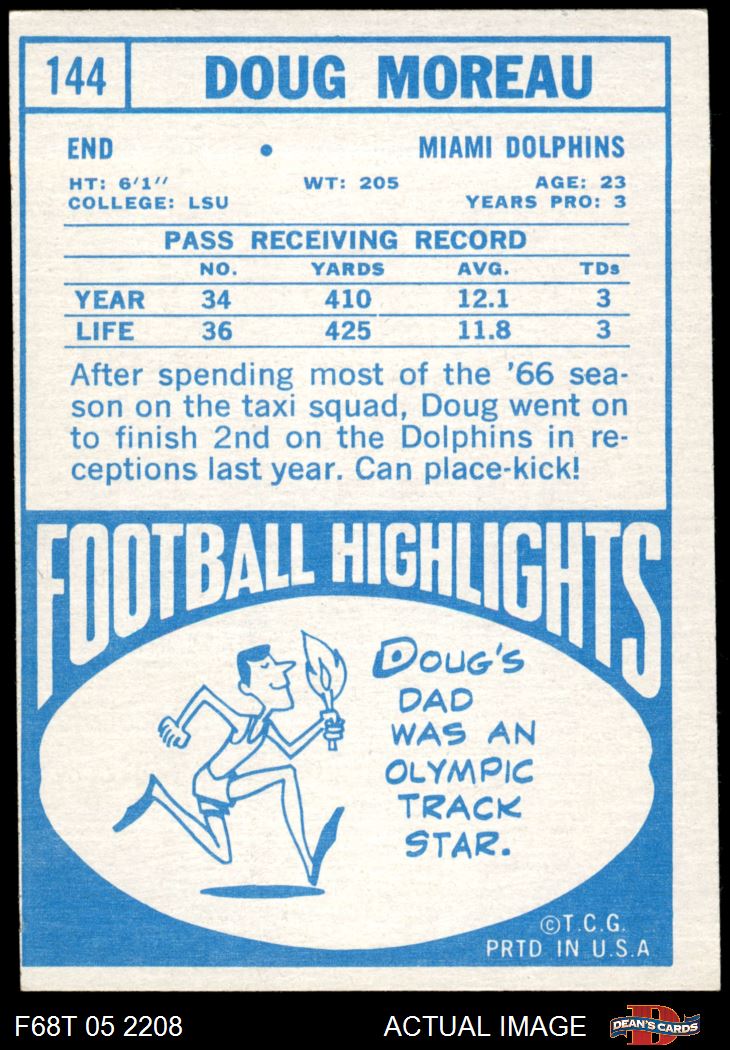 144 DOUG MOREAU
END • MIAMI DOLPHINS
HT: 6'1" WT: 205 AGE: 23
COLLEGE: LSU YEARS PRO: 3
PASS RECEIVING RECORD
NO. YARDS AVG. TDs
YEAR 34 410 12.1 3
LIFE 36 425 11.8 3
After spending most of the '66 sea-
son on the taxi squad, Doug went on
to finish 2nd on the Dolphins in re-
ceptions last year. Can place-kick!
FOOTBALL HIGHLIGHTS
DOUG'S
DAD
WAS AN
OLYMPIC
TRACK
STAR.
©T.C.G.
PRTD IN U.S.A
F68T 05 2208 ACTUAL IMAGE DEAN'S CARDS